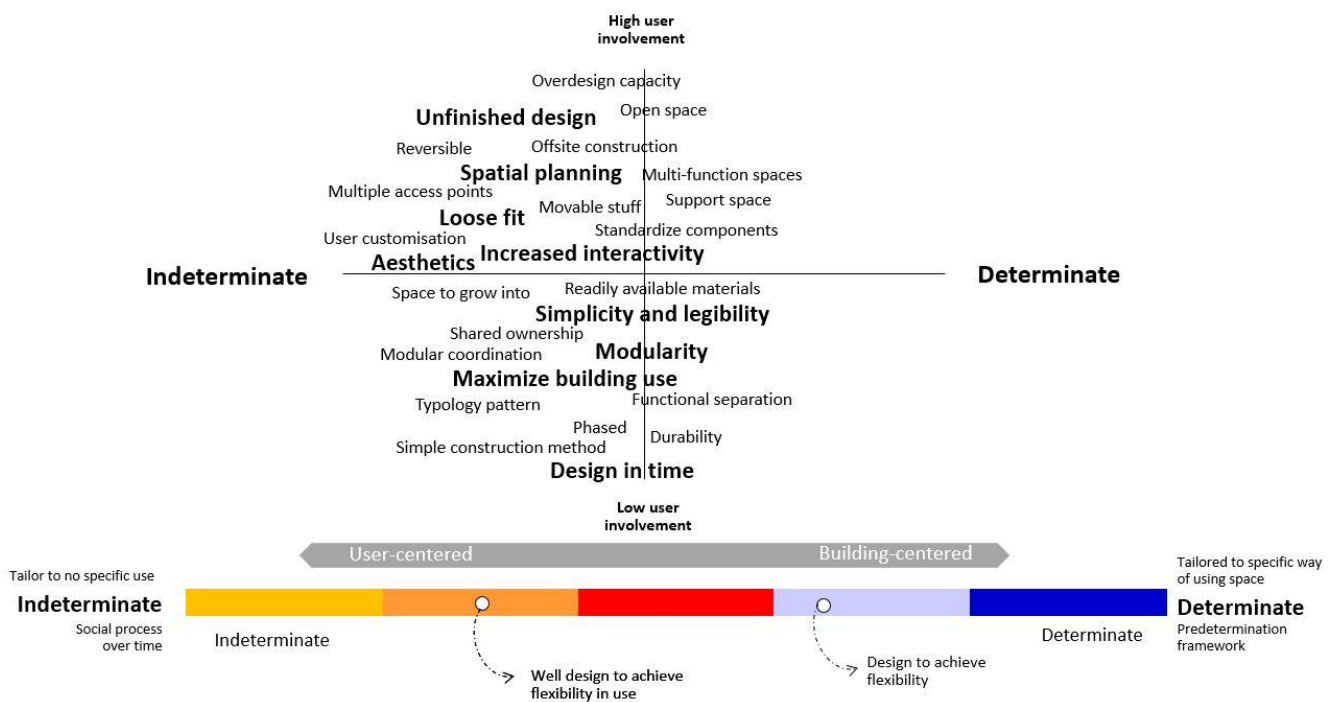 High user
involvement
Overdesign capacity
Open space
Unfinished design
Reversible
Offsite construction
Spatial planning
Multi-function spaces
Multiple access points
Support space
Movable stuff
Loose fit
Standardize components
User customisation
Increased interactivity
Aesthetics
Indeterminate
Determinate
Space to grow into
Readily available materials
Simplicity and legibility
Shared ownership
Modular coordination
Modularity
Maximize building use
Functional separation
Typology pattern
Phased
Durability
Simple construction method
Design in time
Low user
involvement
User-centered
Building-centered
Tailor to no specific use
Indeterminate
Social process
over time
Tailored to specific way
of using space
Determinate
Predetermination
framework
Indeterminate
Determinate
Well design to achieve
flexibility in use
Design to achieve
flexibility